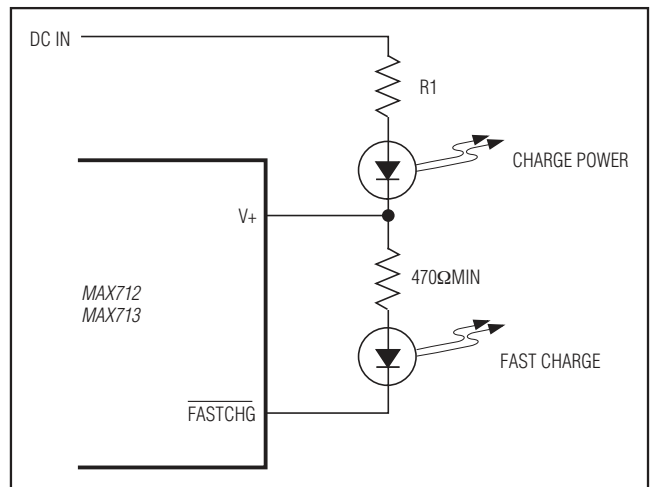 DC IN
R1
CHARGE POWER
V+
470ΩMIN
MAX712
MAX713
FAST CHARGE
FASTCHG